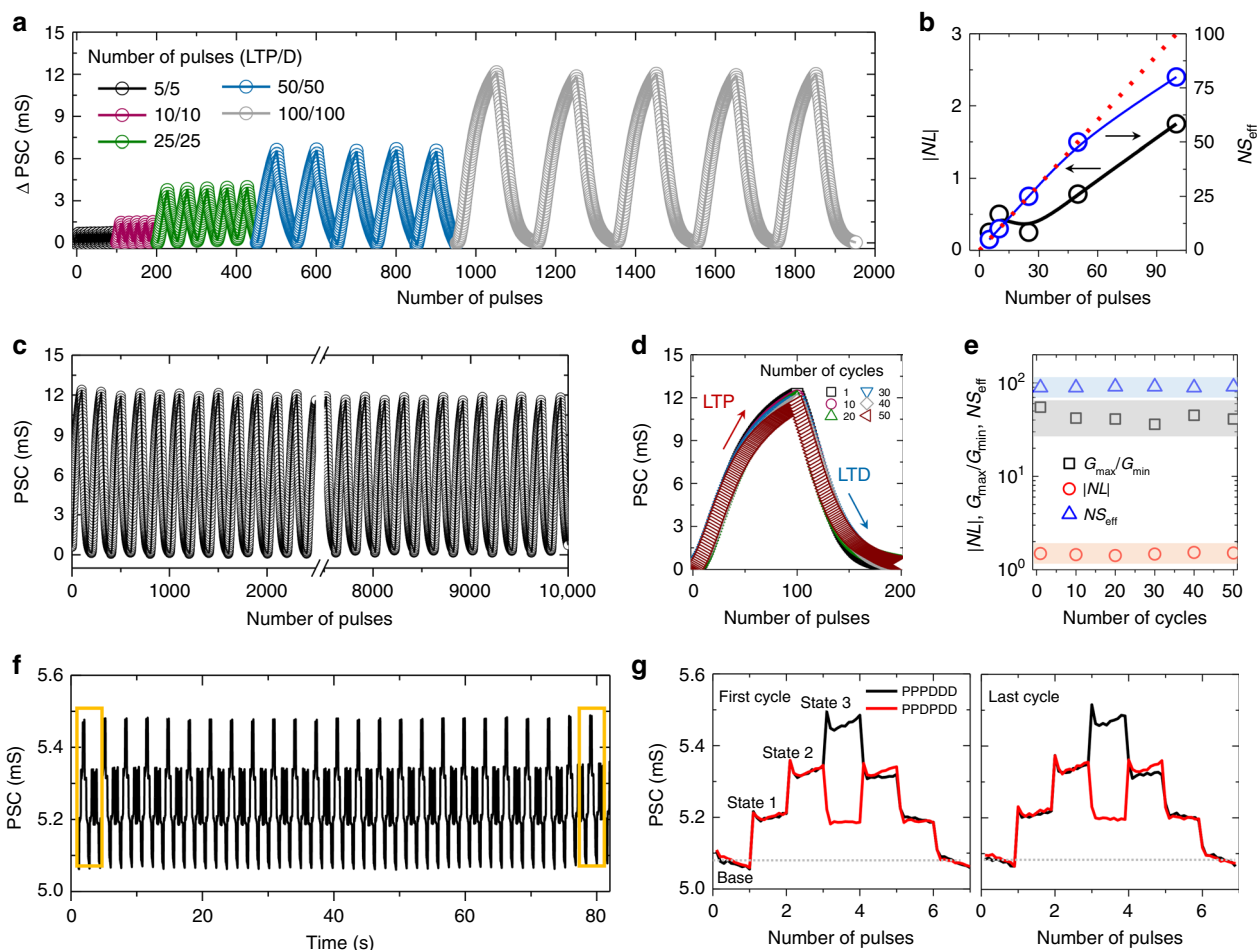 a
Number of pulses (LTP/D)
5/5
10/10
25/25
50/50
100/100
Δ PSC (mS)
15
12
9
6
3
0
0 200 400 600 800 1000 1200 1400 1600 1800 2000
Number of pulses
b
|NL|
3
2
1
0
100
75
50
25
0
NSeff
0 30 60 90
Number of pulses
c
PSC (mS)
15
12
9
6
3
0
0 1000 2000 8000 9000 10,000
Number of pulses
d
PSC (mS)
15
12
9
6
3
0
Number of cycles
1 30
10 40
20 50
LTP
LTD
0 100 200
Number of pulses
e
|NL|, Gmax/Gmin, NSeff
10²
10¹
10⁰
Gmax/Gmin
|NL|
NSeff
0 10 20 30 40 50
Number of cycles
f
PSC (mS)
5.6
5.4
5.2
5.0
0 20 40 60 80
Time (s)
g
PSC (mS)
5.6
5.4
5.2
5.0
First cycle
State 3
State 2
State 1
Base
PPPDDD
PPDPDD
0 2 4 6
Number of pulses
Last cycle
0 2 4 6
Number of pulses